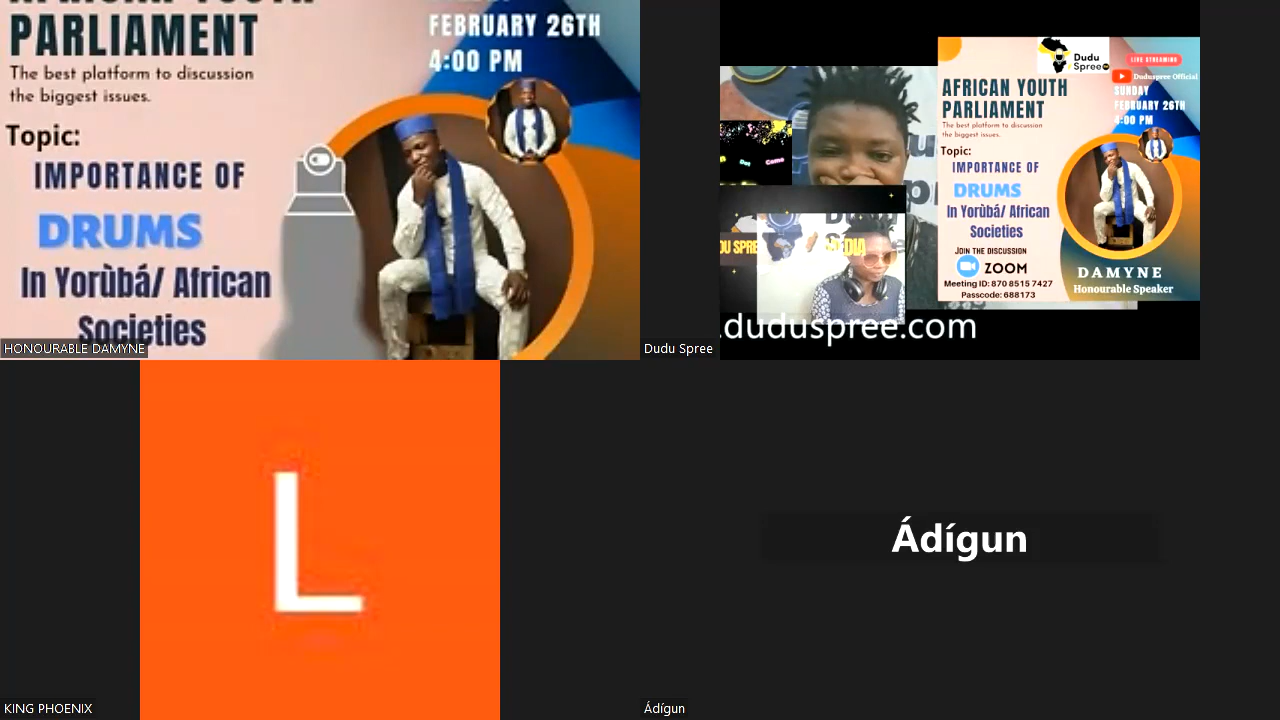 PARLIAMENT
The best platform to discussion
the biggest issues.
Topic:
IMPORTANCE OF
DRUMS
In Yorùbá/ African
Societies
FEBRUARY 26TH
4:00 PM
HONOURABLE DAMYNE
Dudu
Spree
LIVE STREAMING
Duduspree Official
AFRICAN YOUTH
PARLIAMENT
The best platform to discussion
the biggest issues.
SUNDAY
FEBRUARY 26TH
4:00 PM
Topic:
IMPORTANCE OF
DRUMS
In Yorùbá/ African
Societies
JOIN THE DISCUSSION
ZOOM
Meeting ID: 870 8515 7427
Passcode: 688173
DAMYNE
Honourable Speaker
Come
.duduspree.com
Dudu Spree
L
KING PHOENIX
Ádígun
Ádígun